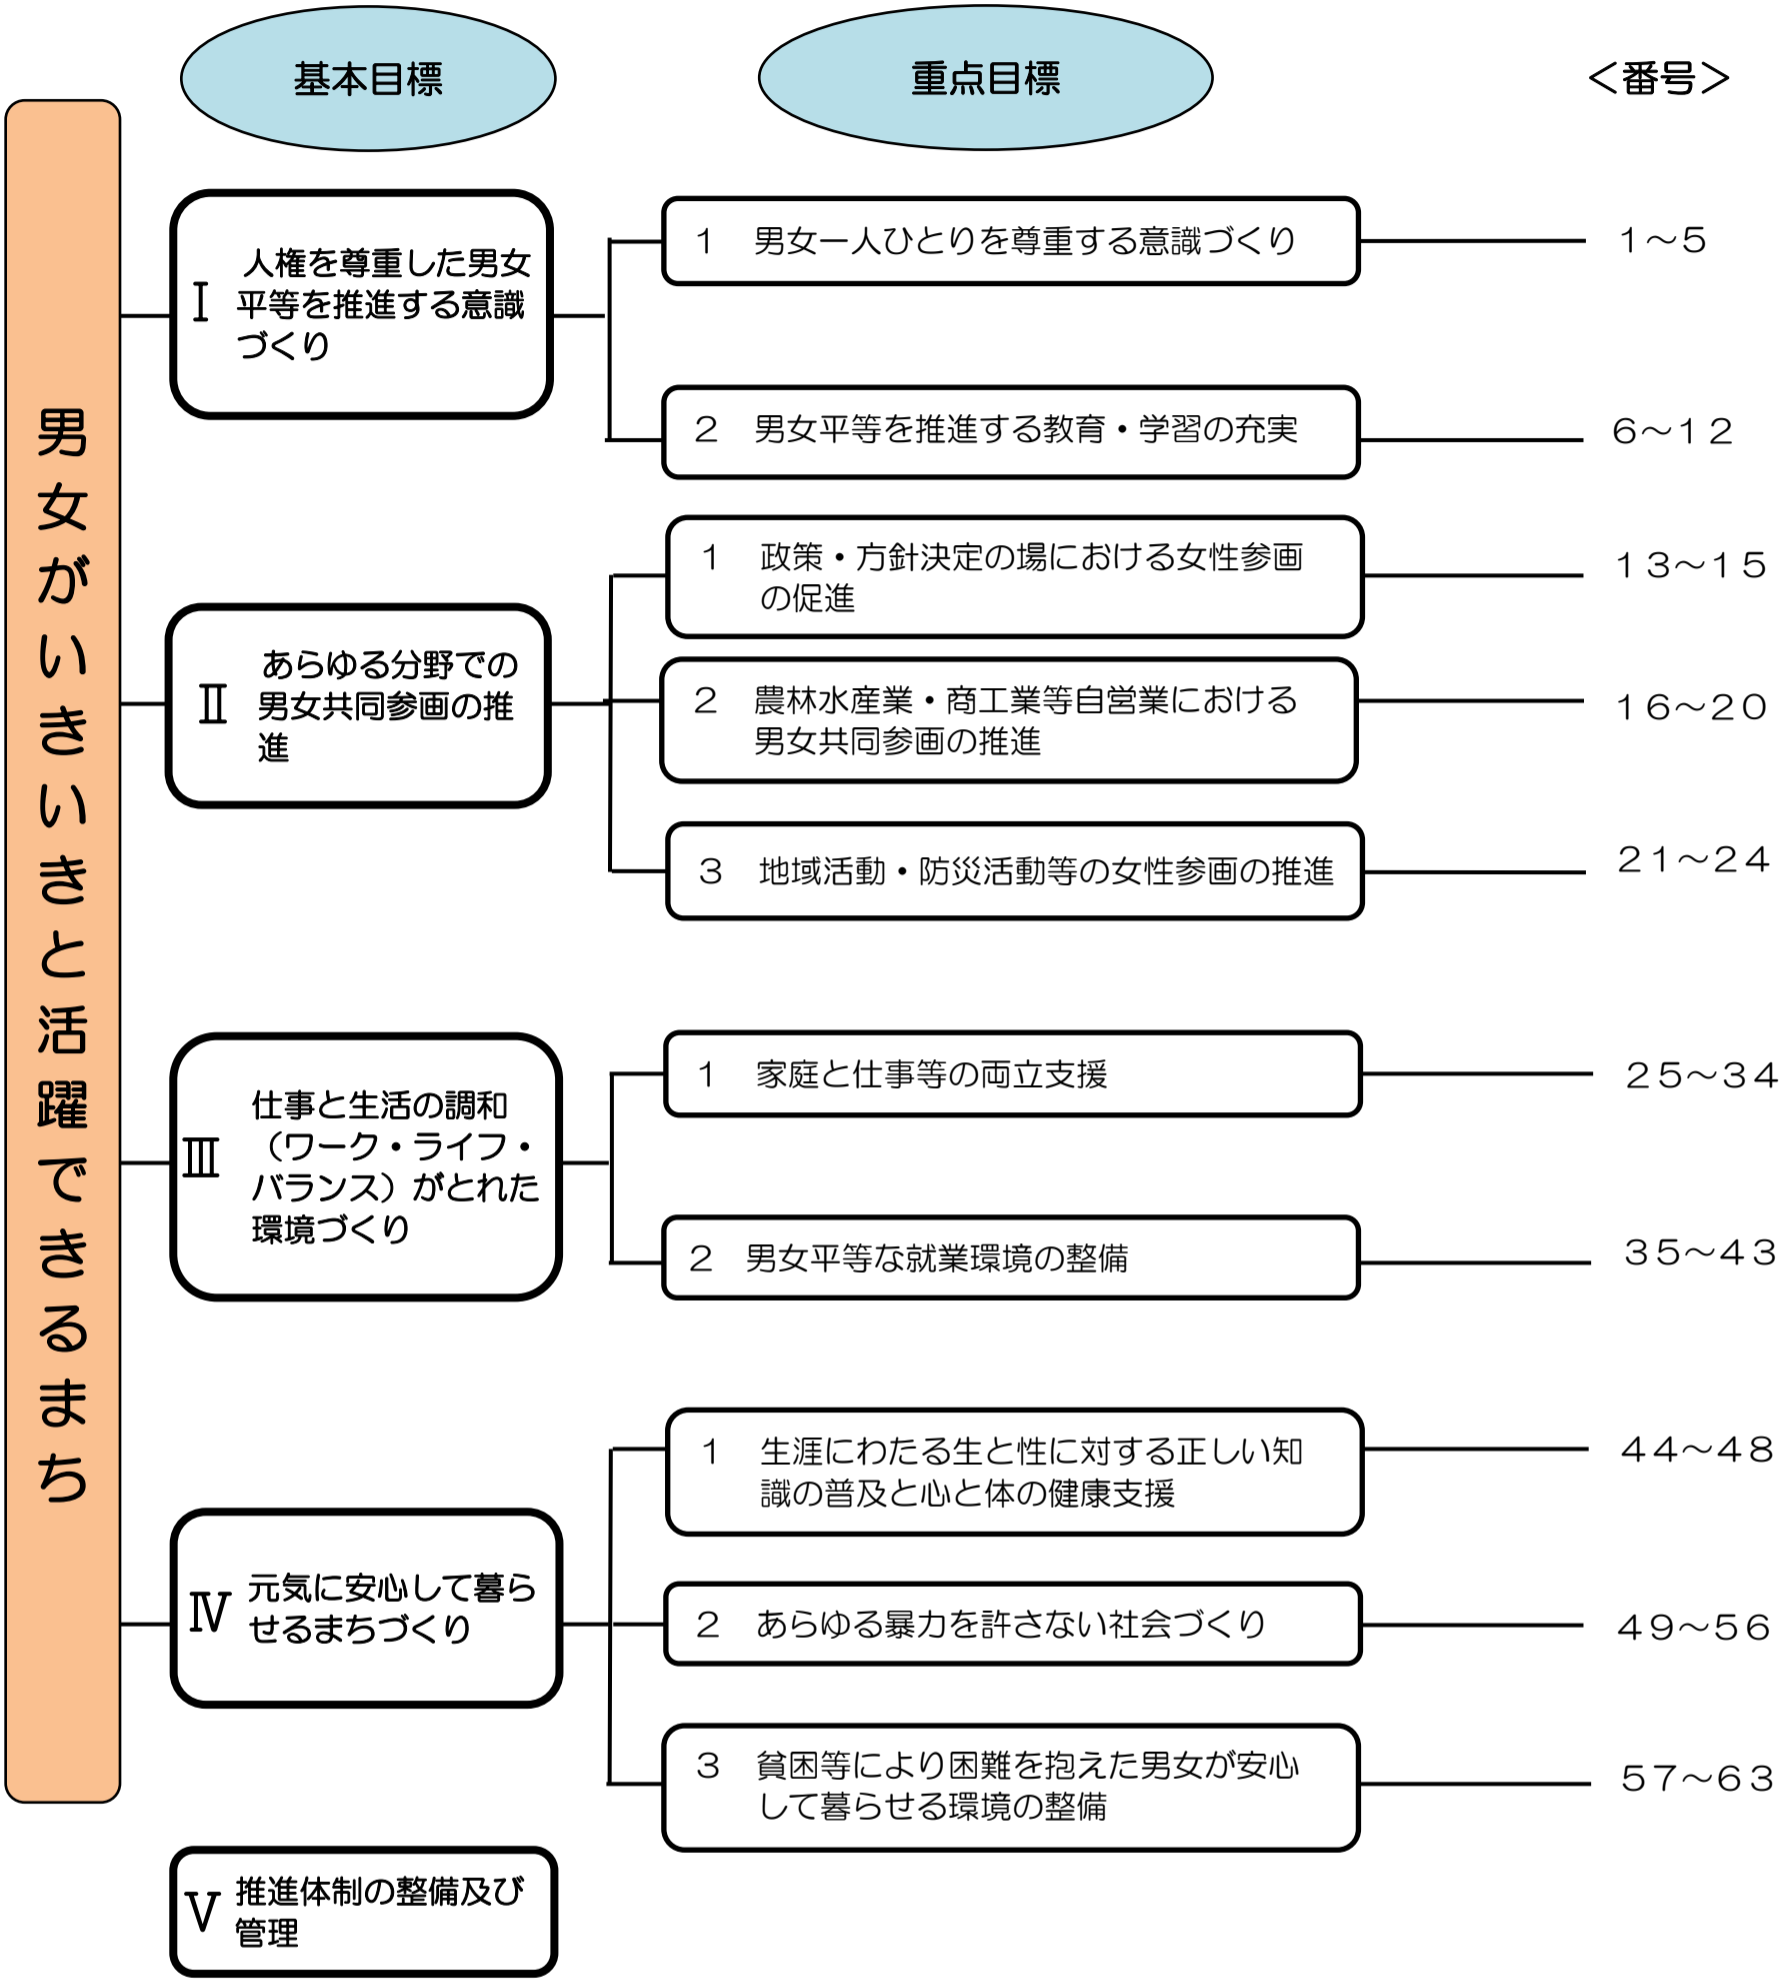 基本目標
重点目標
＜番号＞
男女がいきいきと活躍できるまち
Ⅰ
人権を尊重した男女
平等を推進する意識
づくり
1　男女一人ひとりを尊重する意識づくり
1～5
2　男女平等を推進する教育・学習の充実
6～12
Ⅱ
あらゆる分野での
男女共同参画の推
進
1　政策・方針決定の場における女性参画
の促進
13～15
2　農林水産業・商工業等自営業における
男女共同参画の推進
16～20
3　地域活動・防災活動等の女性参画の推進
21～24
Ⅲ
仕事と生活の調和
（ワーク・ライフ・
バランス）がとれた
環境づくり
1　家庭と仕事等の両立支援
25～34
2　男女平等な就業環境の整備
35～43
Ⅳ
元気に安心して暮ら
せるまちづくり
1　生涯にわたる生と性に対する正しい知
識の普及と心と体の健康支援
44～48
2　あらゆる暴力を許さない社会づくり
49～56
3　貧困等により困難を抱えた男女が安心
して暮らせる環境の整備
57～63
Ⅴ
推進体制の整備及び
管理